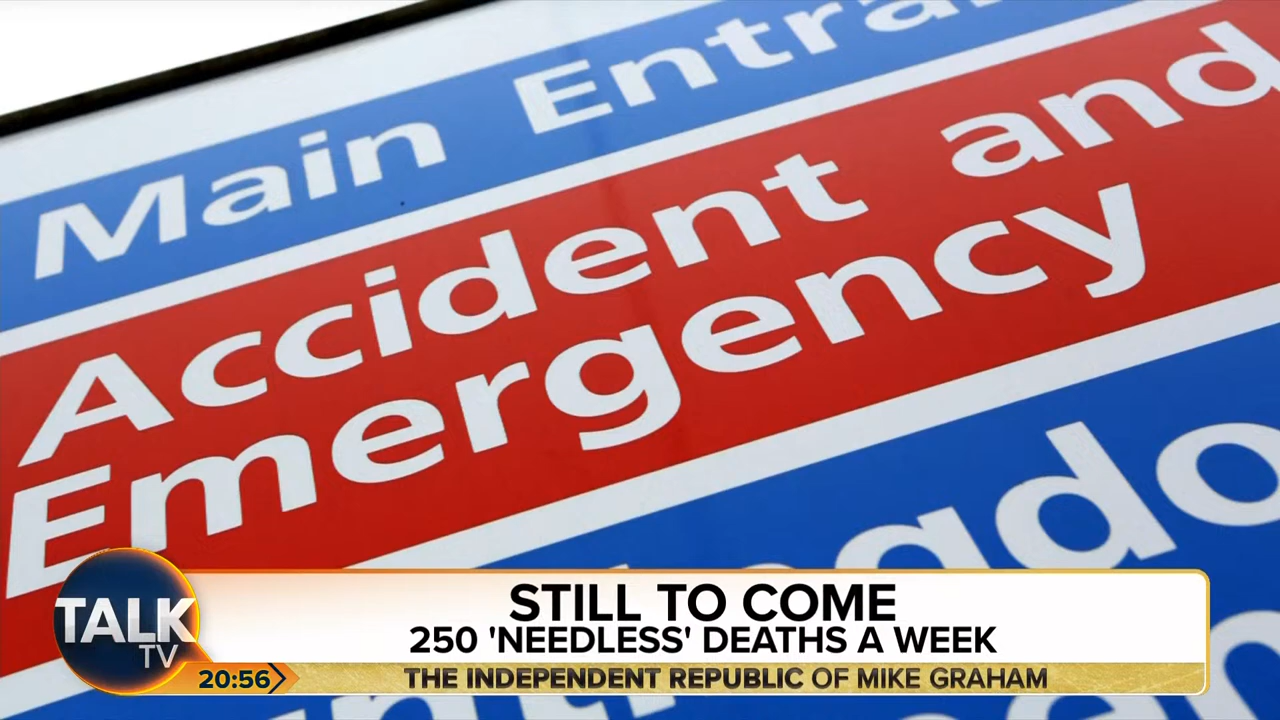 Main Entra
Accident and
Emergency
STILL TO COME
250 'NEEDLESS' DEATHS A WEEK
TALK
TV
20:56
THE INDEPENDENT REPUBLIC OF MIKE GRAHAM